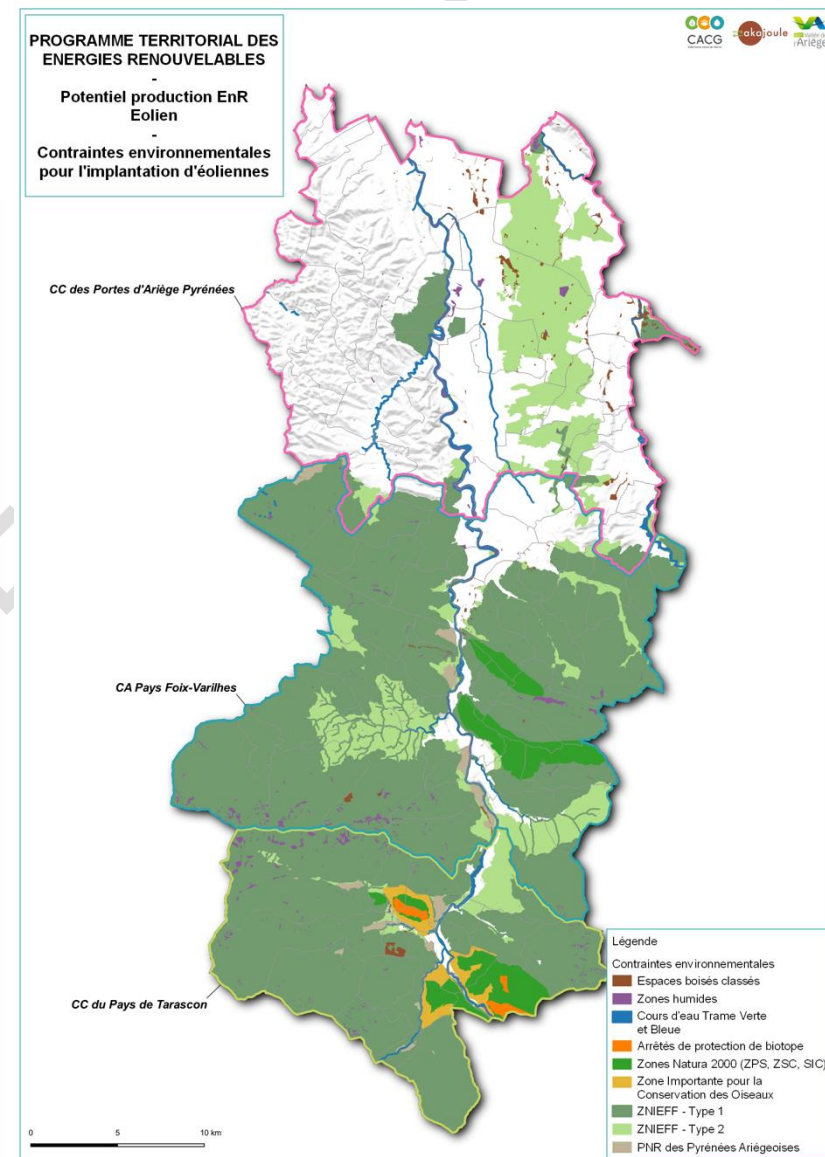 PROGRAMME TERRITORIAL DES
ENERGIES RENOUVELABLES
-
Potentiel production EnR
Eolien
-
Contraintes environnementales
pour l'implantation d'éoliennes
CACG
akajoule
l'Ariège
CC des Portes d'Ariège Pyrénées
CA Pays Foix-Varilhes
CC du Pays de Tarascon
Légende
Contraintes environnementales
Espaces boisés classés
Zones humides
Cours d'eau Trame Verte
et Bleue
Arrêtés de protection de biotope
Zones Natura 2000 (ZPS, ZSC, SIC)
Zone Importante pour la
Conservation des Oiseaux
ZNIEFF - Type 1
ZNIEFF - Type 2
PNR des Pyrénées Ariégeoises
0 5 10 km